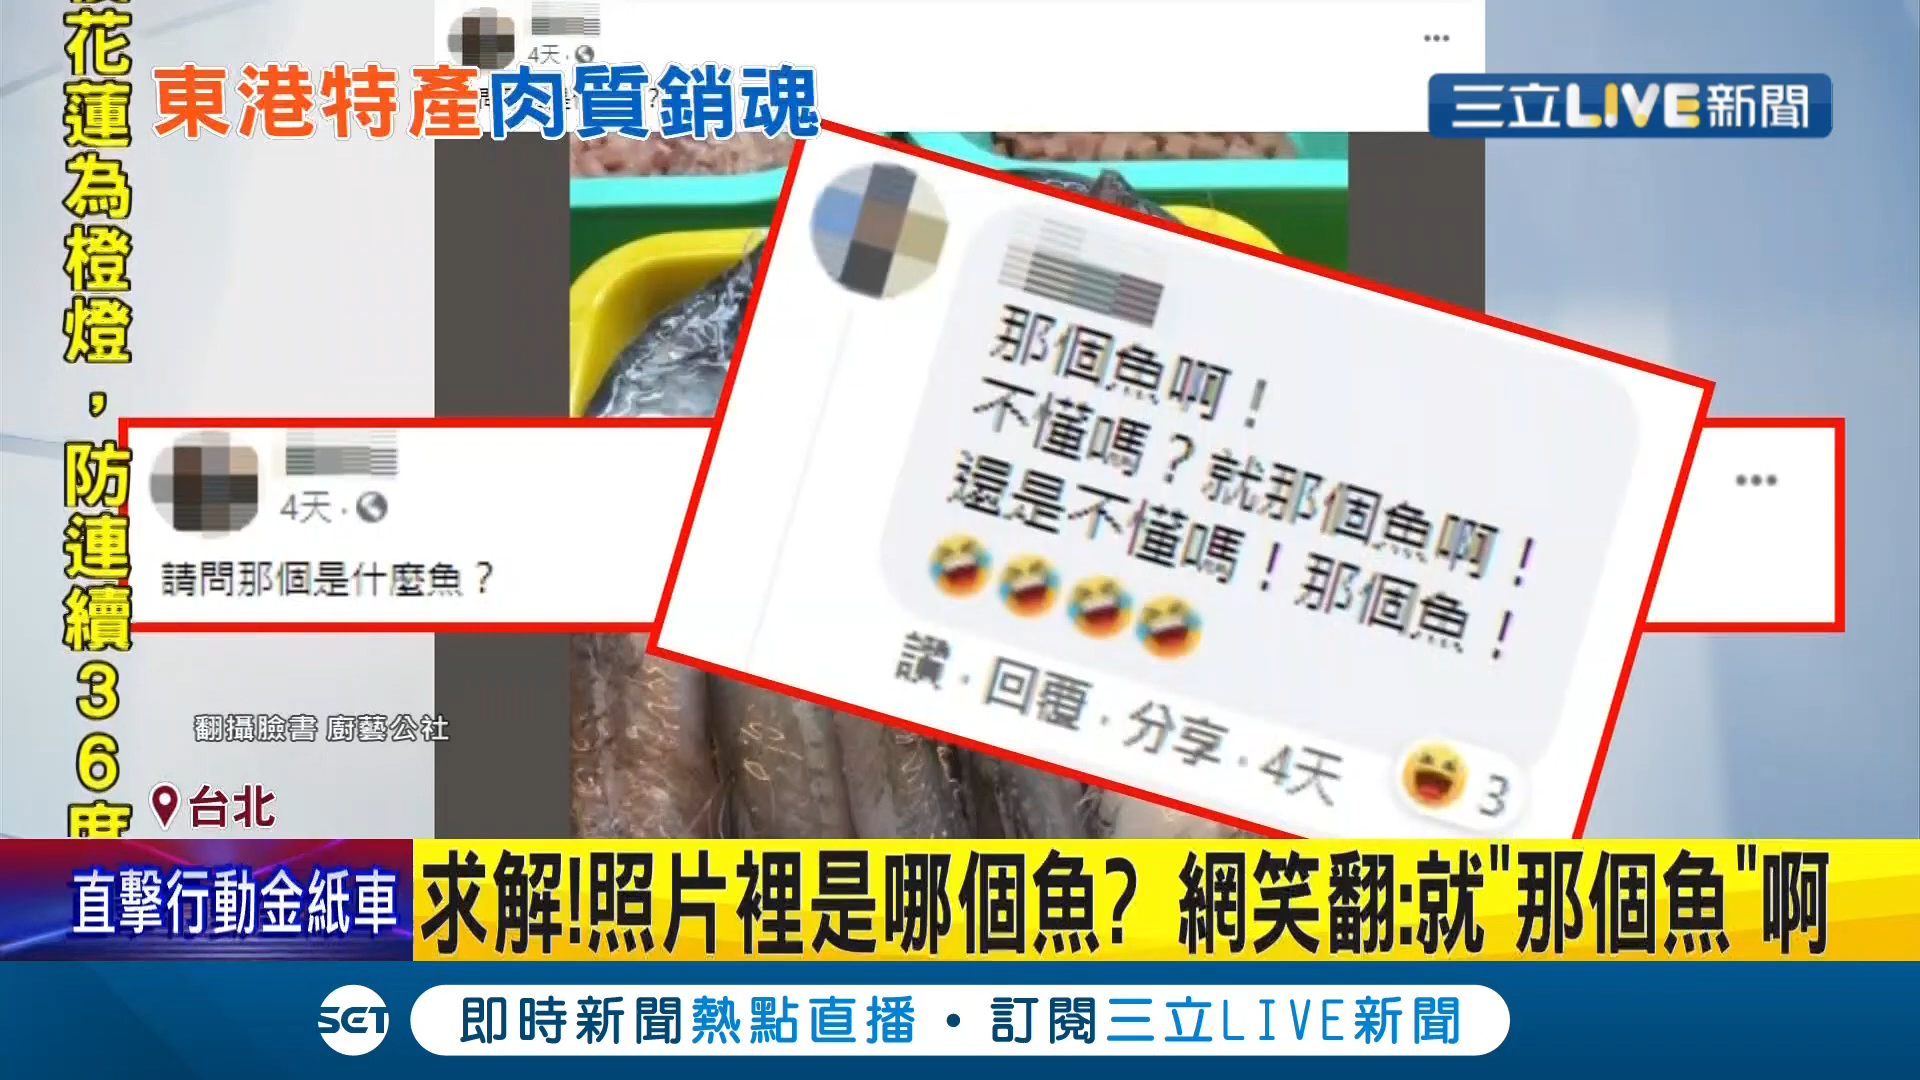 花蓮為橙燈，防連續36度
東港特產肉質銷魂
4天
三立LIVE新聞
4天
請問那個是什麼魚？
那個魚啊！
不懂嗎？就那個魚啊！
還是不懂嗎！那個魚！
讚 · 回覆 · 分享 · 4天
3
翻攝臉書 廚藝公社
台北
直擊行動金紙車
求解!照片裡是哪個魚? 網笑翻:就"那個魚"啊
SET
即時新聞熱點直播 • 訂閱三立LIVE新聞